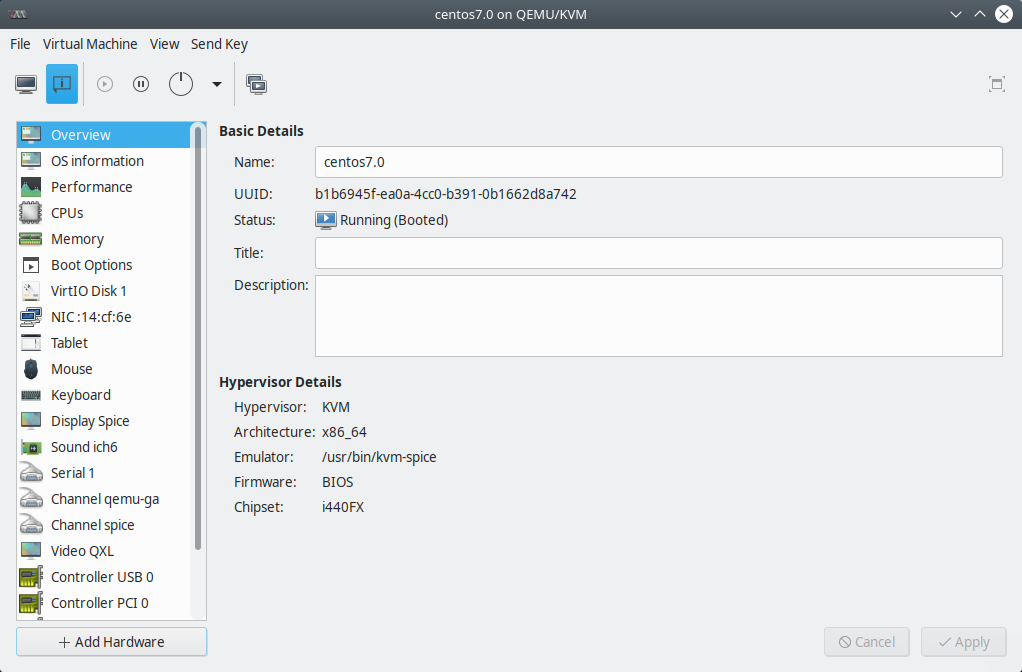 centos7.0 on QEMU/KVM
File Virtual Machine View Send Key
Overview
OS information
Performance
CPUs
Memory
Boot Options
VirtIO Disk 1
NIC :14:cf:6e
Tablet
Mouse
Keyboard
Display Spice
Sound ich6
Serial 1
Channel qemu-ga
Channel spice
Video QXL
Controller USB 0
Controller PCI 0
Add Hardware
Basic Details
Name: centos7.0
UUID: b1b6945f-ea0a-4cc0-b391-0b1662d8a742
Status: Running (Booted)
Title:
Description:
Hypervisor Details
Hypervisor: KVM
Architecture: x86_64
Emulator: /usr/bin/kvm-spice
Firmware: BIOS
Chipset: i440FX
Cancel Apply